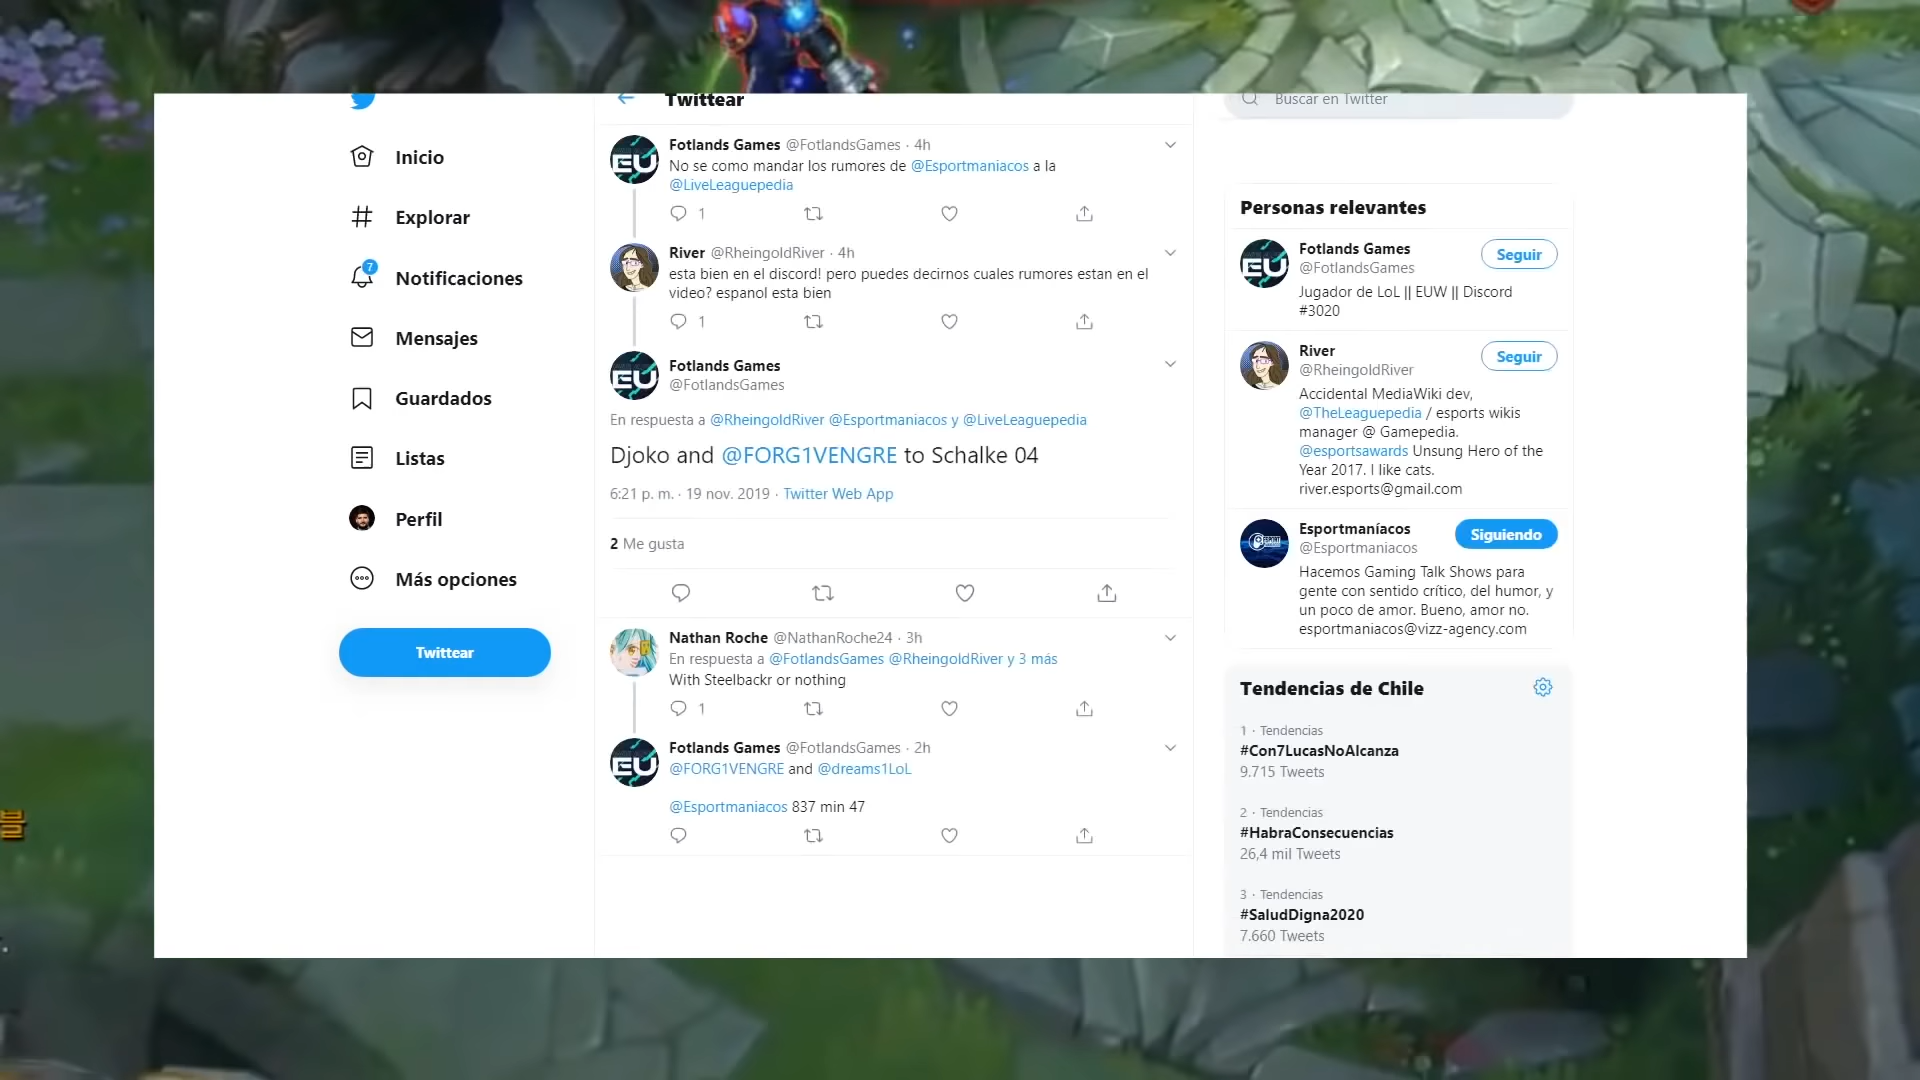 Inicio
Explorar
7
Notificaciones
Mensajes
Guardados
Listas
Perfil
Más opciones
Twittear
Twittear
Fotlands Games @FotlandsGames · 4h
No se como mandar los rumores de @Esportmaniacos a la
@LiveLeaguepedia
1
River @RheingoldRiver · 4h
esta bien en el discord! pero puedes decirnos cuales rumores estan en el
video? espanol esta bien
1
Fotlands Games
@FotlandsGames
En respuesta a @RheingoldRiver @Esportmaniacos y @LiveLeaguepedia
Djoko and @FORG1VENGRE to Schalke 04
6:21 p. m. · 19 nov. 2019 · Twitter Web App
2 Me gusta
Nathan Roche @NathanRoche24 · 3h
En respuesta a @FotlandsGames @RheingoldRiver y 3 más
With Steelbackr or nothing
1
Fotlands Games @FotlandsGames · 2h
@FORG1VENGRE and @dreams1LoL
@Esportmaniacos 837 min 47
Buscar en Twitter
Personas relevantes
EU
Fotlands Games
@FotlandsGames
Seguir
Jugador de LoL || EUW || Discord
#3020
River
@RheingoldRiver
Seguir
Accidental MediaWiki dev,
@TheLeaguepedia / esports wikis
manager @ Gamepedia.
@esportsawards Unsung Hero of the
Year 2017. I like cats.
river.esports@gmail.com
Esportmaníacos
@Esportmaniacos
Siguiendo
Hacemos Gaming Talk Shows para
gente con sentido crítico, del humor, y
un poco de amor. Bueno, amor no.
esportmaniacos@vizz-agency.com
Tendencias de Chile
1 · Tendencias
#Con7LucasNoAlcanza
9.715 Tweets
2 · Tendencias
#HabraConsecuencias
26,4 mil Tweets
3 · Tendencias
#SaludDigna2020
7.660 Tweets